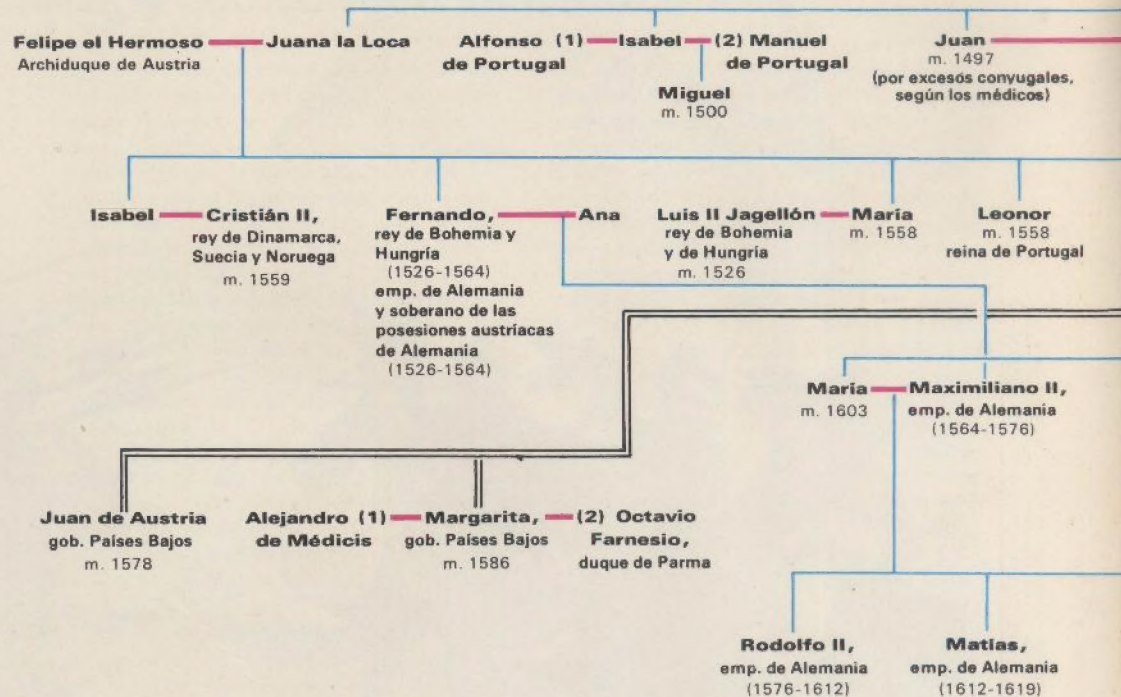 Felipe el Hermoso
Archiduque de Austria
Juana la Loca
Alfonso (1)
de Portugal
Isabel
(2) Manuel
de Portugal
Miguel
m. 1500
Juan
m. 1497
(por excesos conyugales,
según los médicos)
Isabel
Cristián II,
rey de Dinamarca,
Suecia y Noruega
m. 1559
Fernando,
rey de Bohemia y
Hungría
(1526-1564)
emp. de Alemania
y soberano de las
posesiones austríacas
de Alemania
(1526-1564)
Ana
Luis II Jagellón
rey de Bohemia
y de Hungría
m. 1526
María
m. 1558
Leonor
m. 1558
reina de Portugal
María
m. 1603
Maximiliano II,
emp. de Alemania
(1564-1576)
Juan de Austria
gob. Países Bajos
m. 1578
Alejandro (1)
de Médicis
Margarita,
gob. Países Bajos
m. 1586
(2) Octavio
Farnesio,
duque de Parma
Rodolfo II,
emp. de Alemania
(1576-1612)
Matías,
emp. de Alemania
(1612-1619)